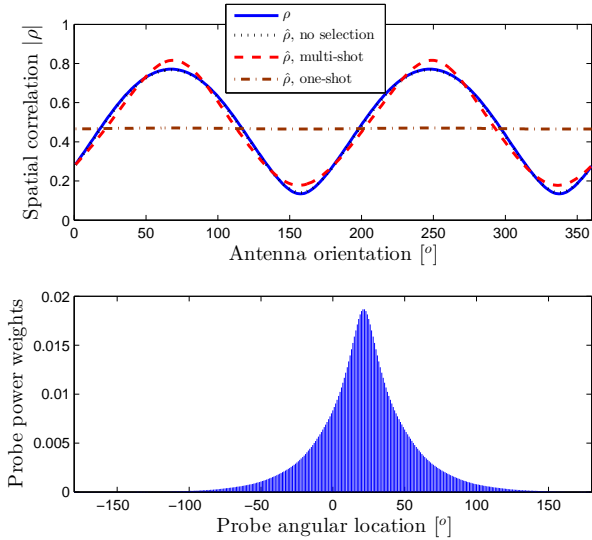 ρ
ρ̂, no selection
ρ̂, multi-shot
ρ̂, one-shot
Spatial correlation |ρ|
1
0.8
0.6
0.4
0.2
0
0 50 100 150 200 250 300 350
Antenna orientation [°]
Probe power weights
0.02
0.015
0.01
0.005
0
−150 −100 −50 0 50 100 150
Probe angular location [°]